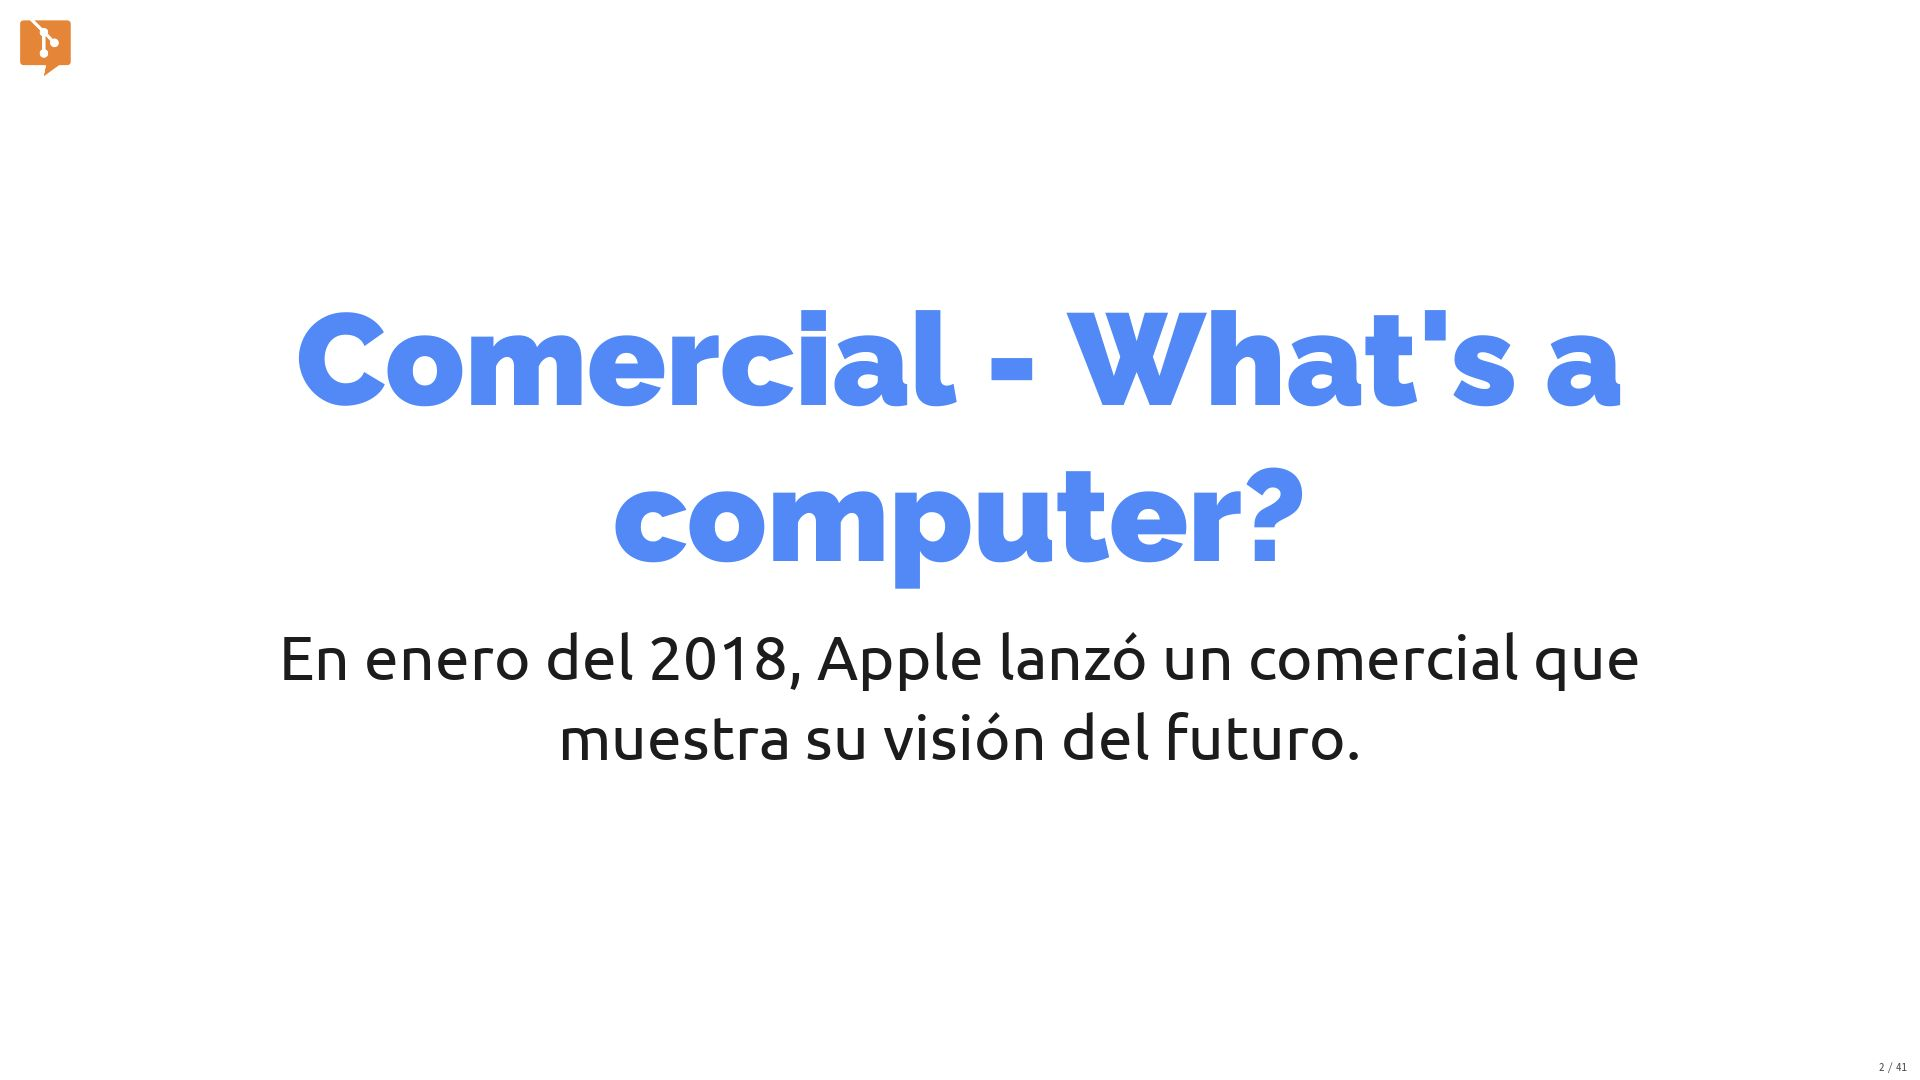 Comercial - What's a
computer?
En enero del 2018, Apple lanzó un comercial que
muestra su visión del futuro.
2 / 41